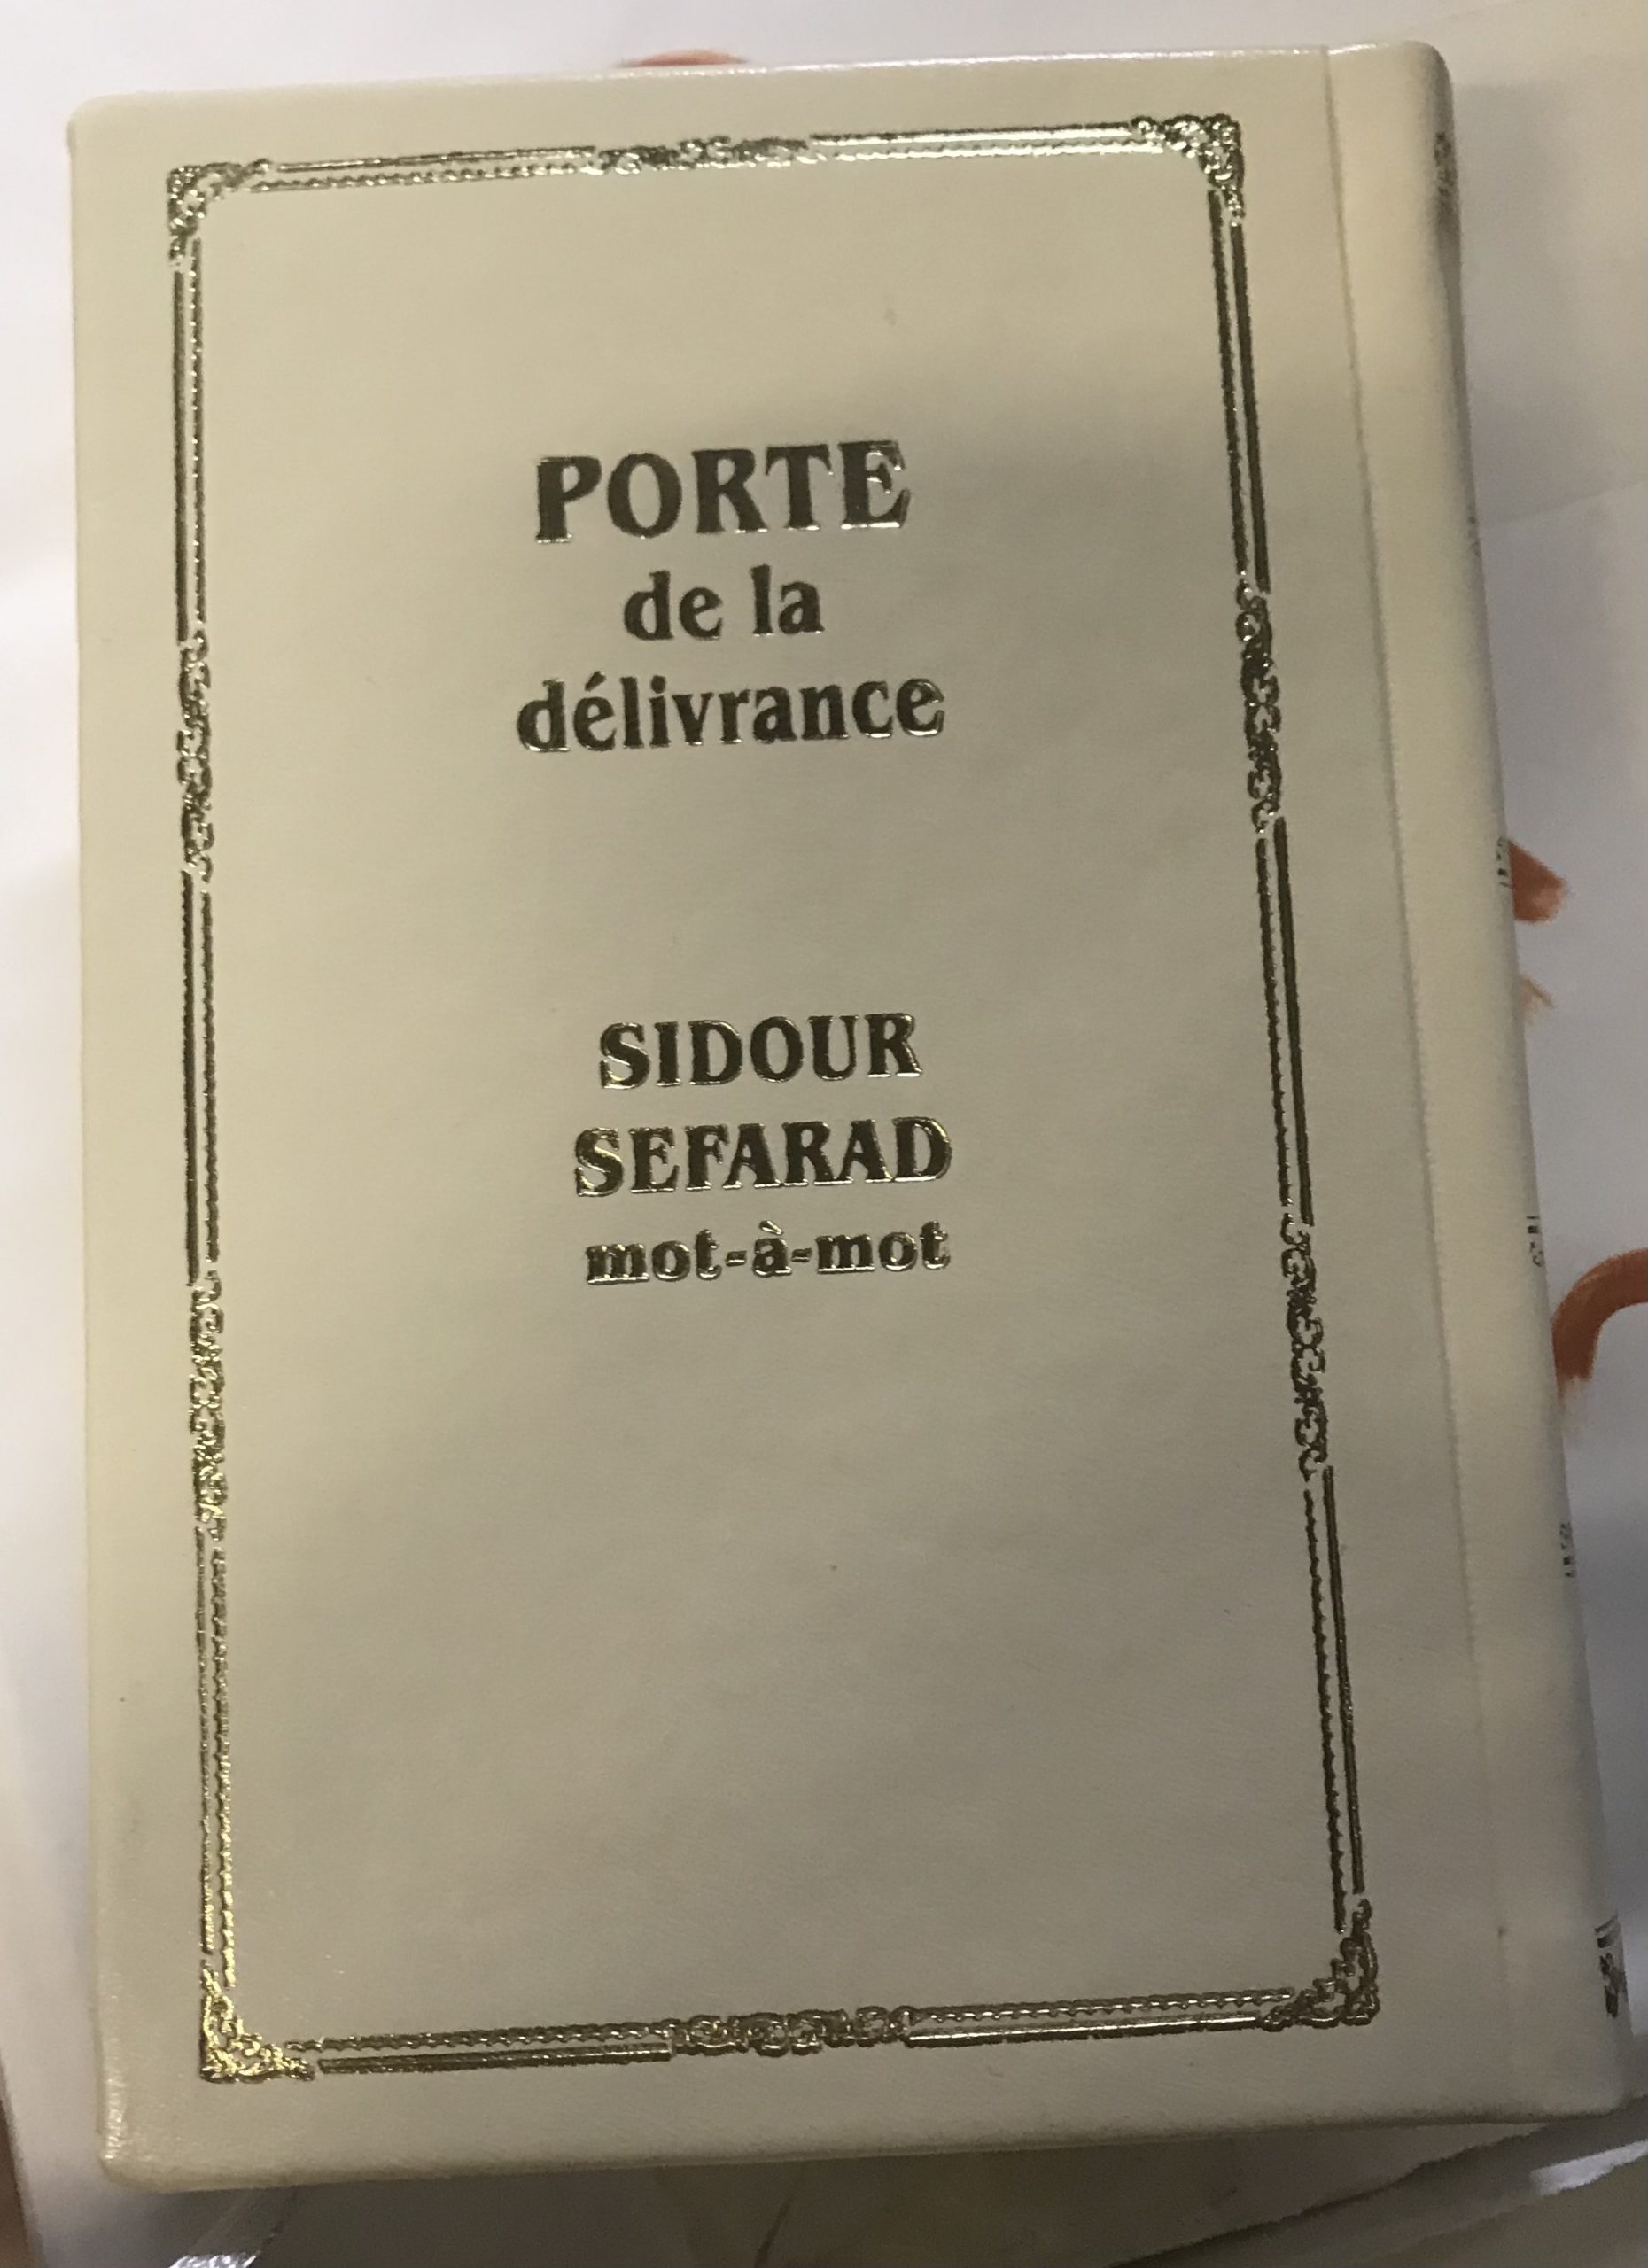 PORTE
de la
délivrance
SIDOUR
SEFARAD
mot-à-mot